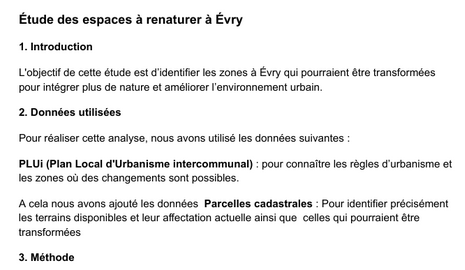 Étude des espaces à renaturer à Évry
1. Introduction
L'objectif de cette étude est d'identifier les zones à Évry qui pourraient être transformées
pour intégrer plus de nature et améliorer l'environnement urbain.
2. Données utilisées
Pour réaliser cette analyse, nous avons utilisé les données suivantes :
PLUi (Plan Local d'Urbanisme intercommunal) : pour connaître les règles d'urbanisme et
les zones où des changements sont possibles.
A cela nous avons ajouté les données Parcelles cadastrales : Pour identifier précisément
les terrains disponibles et leur affectation actuelle ainsi que celles qui pourraient être
transformées
3. Méthode